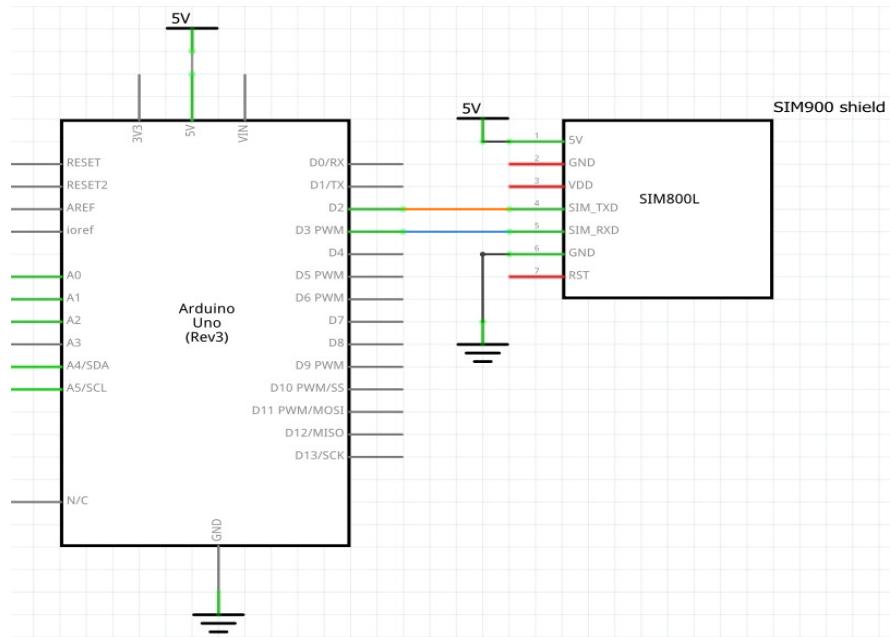 5V
3V3
5V
VIN
RESET
RESET2
AREF
ioref
A0
A1
A2
A3
A4/SDA
A5/SCL
N/C
Arduino
Uno
(Rev3)
D0/RX
D1/TX
D2
D3 PWM
D4
D5 PWM
D6 PWM
D7
D8
D9 PWM
D10 PWM/SS
D11 PWM/MOSI
D12/MISO
D13/SCK
GND
5V
SIM900 shield
1 5V
2 GND
3 VDD
4 SIM_TXD
5 SIM_RXD
6 GND
7 RST
SIM800L